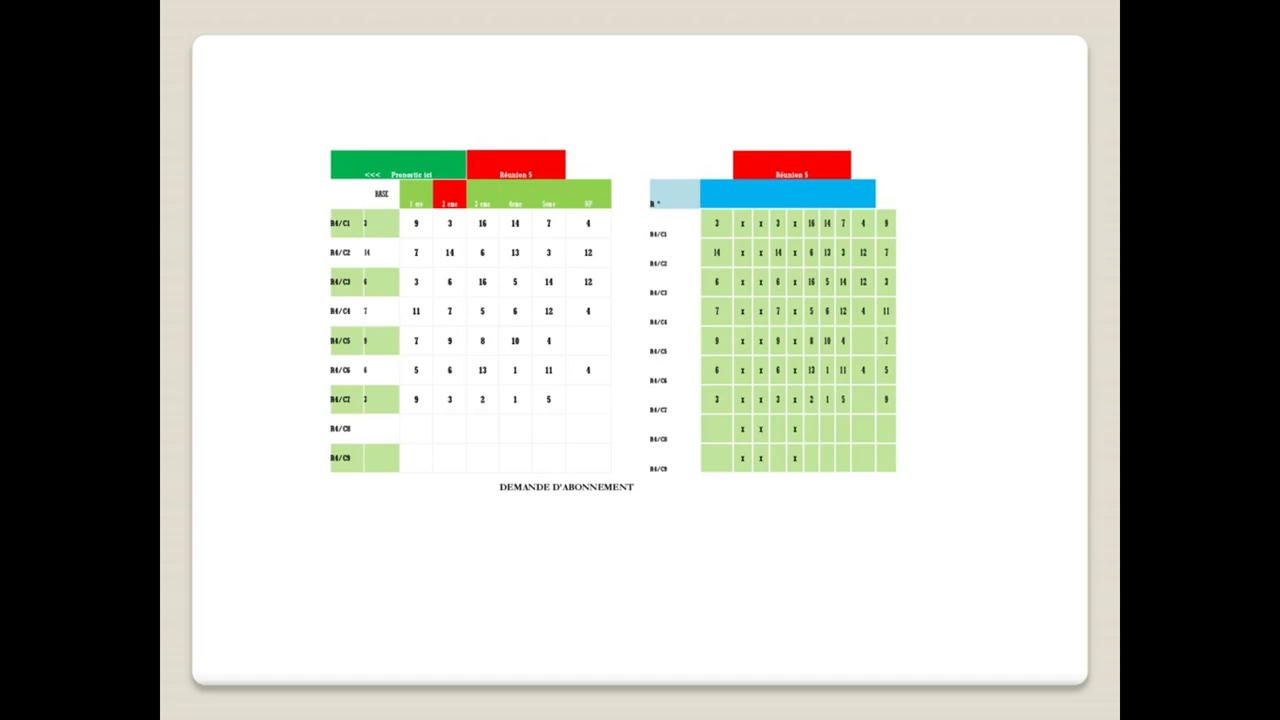 <<< Pronostic ici Réunion 5 Réunion 5
BASE 1 ere 2 eme 3 eme 4eme 5eme NP R °
R4/C1 3 9 3 16 14 7 4 R4/C1 3 x x 3 x 16 14 7 4 9
R4/C2 14 7 14 6 13 3 12 R4/C2 14 x x 14 x 6 13 3 12 7
R4/C3 6 3 6 16 5 14 12 R4/C3 6 x x 6 x 16 5 14 12 3
R4/C4 7 11 7 5 6 12 4 R4/C4 7 x x 7 x 5 6 12 4 11
R4/C5 9 7 9 8 10 4 R4/C5 9 x x 9 x 8 10 4 7
R4/C6 6 5 6 13 1 11 4 R4/C6 6 x x 6 x 13 1 11 4 5
R4/C7 3 9 3 2 1 5 R4/C7 3 x x 3 x 2 1 5 9
R4/C8 R4/C8 x x x
R4/C9 R4/C9 x x x
DEMANDE D'ABONNEMENT